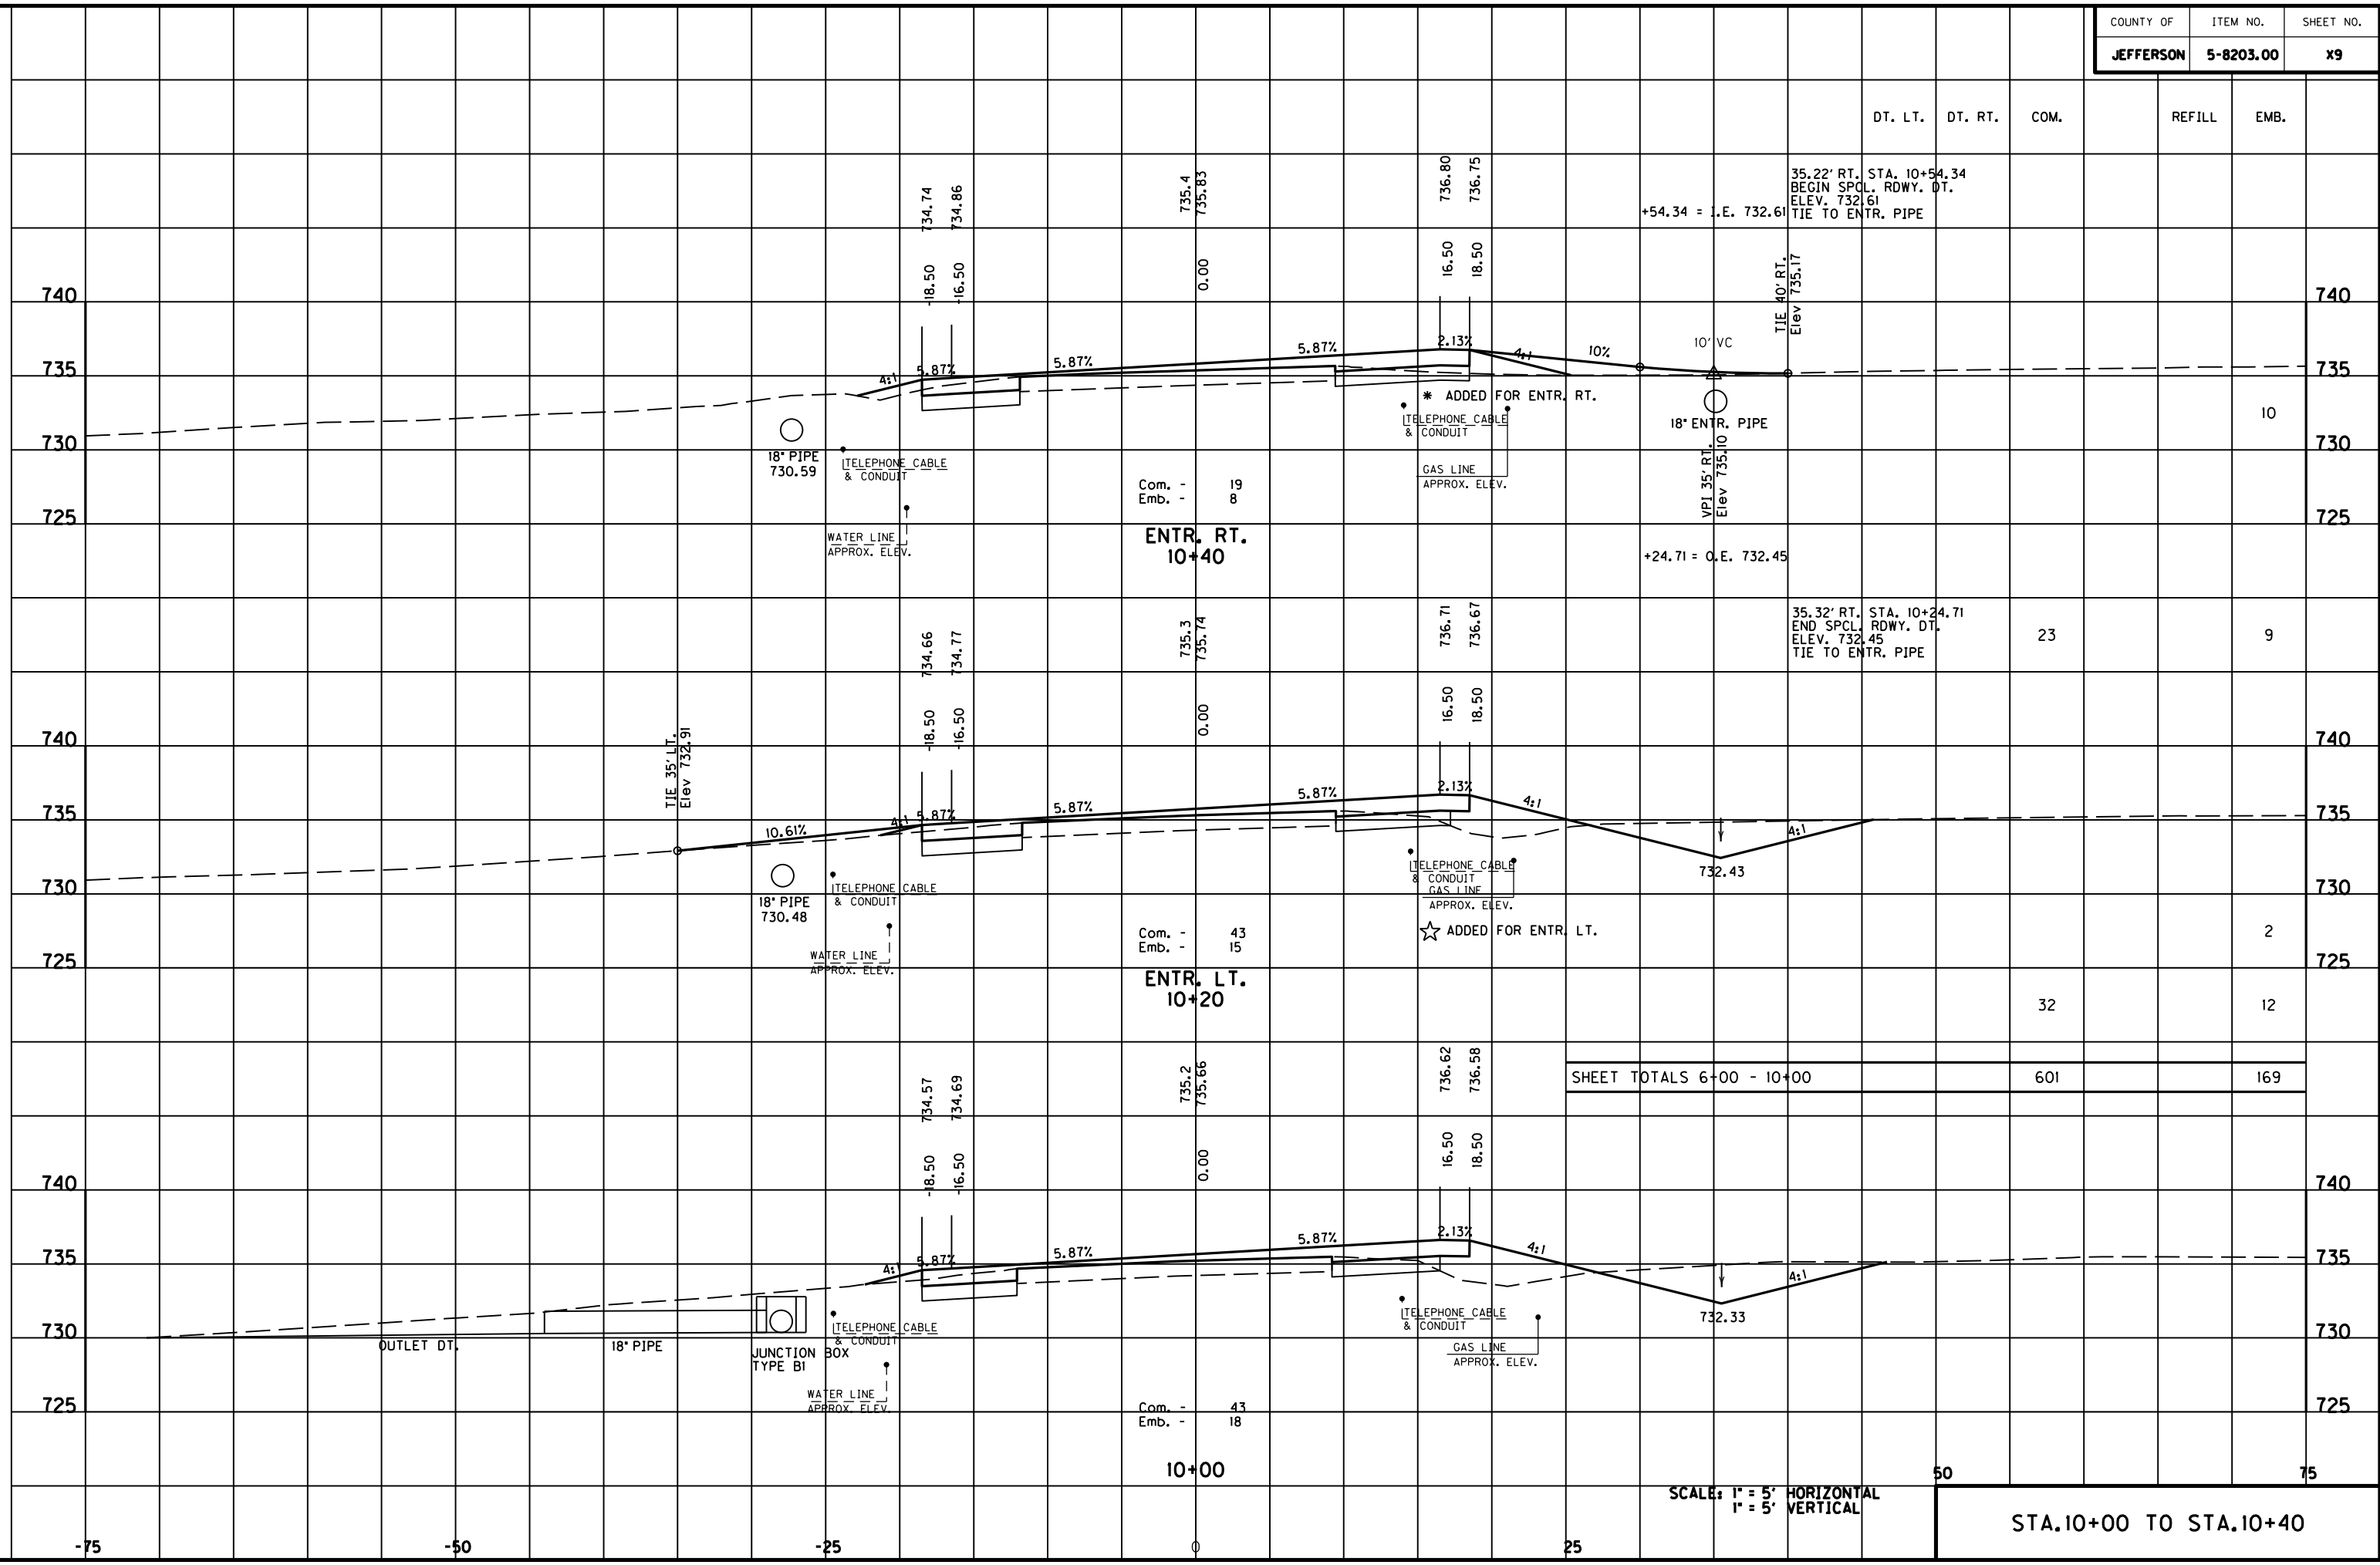 COUNTY OF ITEM NO. SHEET NO.
JEFFERSON 5-8203.00 X9
DT. LT. DT. RT. COM. REFILL EMB.
734.74 734.86 735.4 735.83 736.80 736.75
35.22' RT. STA. 10+54.34
BEGIN SPCL. RDWY. DT.
ELEV. 732.61
TIE TO ENTR. PIPE
+54.34 = I.E. 732.61
-18.50 -16.50 0.00 16.50 18.50
TIE 40' RT.
Elev 735.17
740 740
10' VC
4:1 5.87% 5.87% 5.87% 2.13% 4:1 10%
735 735
* ADDED FOR ENTR. RT.
10
TELEPHONE CABLE
& CONDUIT
18" ENTR. PIPE
VPI 35' RT.
Elev 735.10
730 730
18" PIPE
730.59
TELEPHONE CABLE
& CONDUIT
GAS LINE
APPROX. ELEV.
Com. - 19
Emb. - 8
725 725
WATER LINE
APPROX. ELEV.
ENTR. RT.
10+40
+24.71 = O.E. 732.45
734.66 734.77 735.3 735.74 736.71 736.67
35.32' RT. STA. 10+24.71
END SPCL. RDWY. DT.
ELEV. 732.45
TIE TO ENTR. PIPE
23 9
-18.50 -16.50 0.00 16.50 18.50
TIE 35' LT.
Elev 732.91
740 740
10.61% 4:1 5.87% 5.87% 5.87% 2.13% 4:1 4:1
735 735
732.43
TELEPHONE CABLE
& CONDUIT
GAS LINE
APPROX. ELEV.
730 730
18" PIPE
730.48
TELEPHONE CABLE
& CONDUIT
☆ ADDED FOR ENTR. LT.
2
Com. - 43
Emb. - 15
WATER LINE
APPROX. ELEV.
725 725
ENTR. LT.
10+20
32 12
SHEET TOTALS 6+00 - 10+00 601 169
734.57 734.69 735.2 735.66 736.62 736.58
-18.50 -16.50 0.00 16.50 18.50
740 740
4:1 5.87% 5.87% 5.87% 2.13% 4:1 4:1
735 735
732.33
TELEPHONE CABLE
& CONDUIT
TELEPHONE CABLE
& CONDUIT
730 730
OUTLET DT. 18" PIPE
JUNCTION BOX
TYPE B1
GAS LINE
APPROX. ELEV.
WATER LINE
APPROX. ELEV.
725 725
Com. - 43
Emb. - 18
10+00
50 75
SCALE: 1" = 5' HORIZONTAL
1" = 5' VERTICAL
STA.10+00 TO STA.10+40
-75 -50 -25 0 25